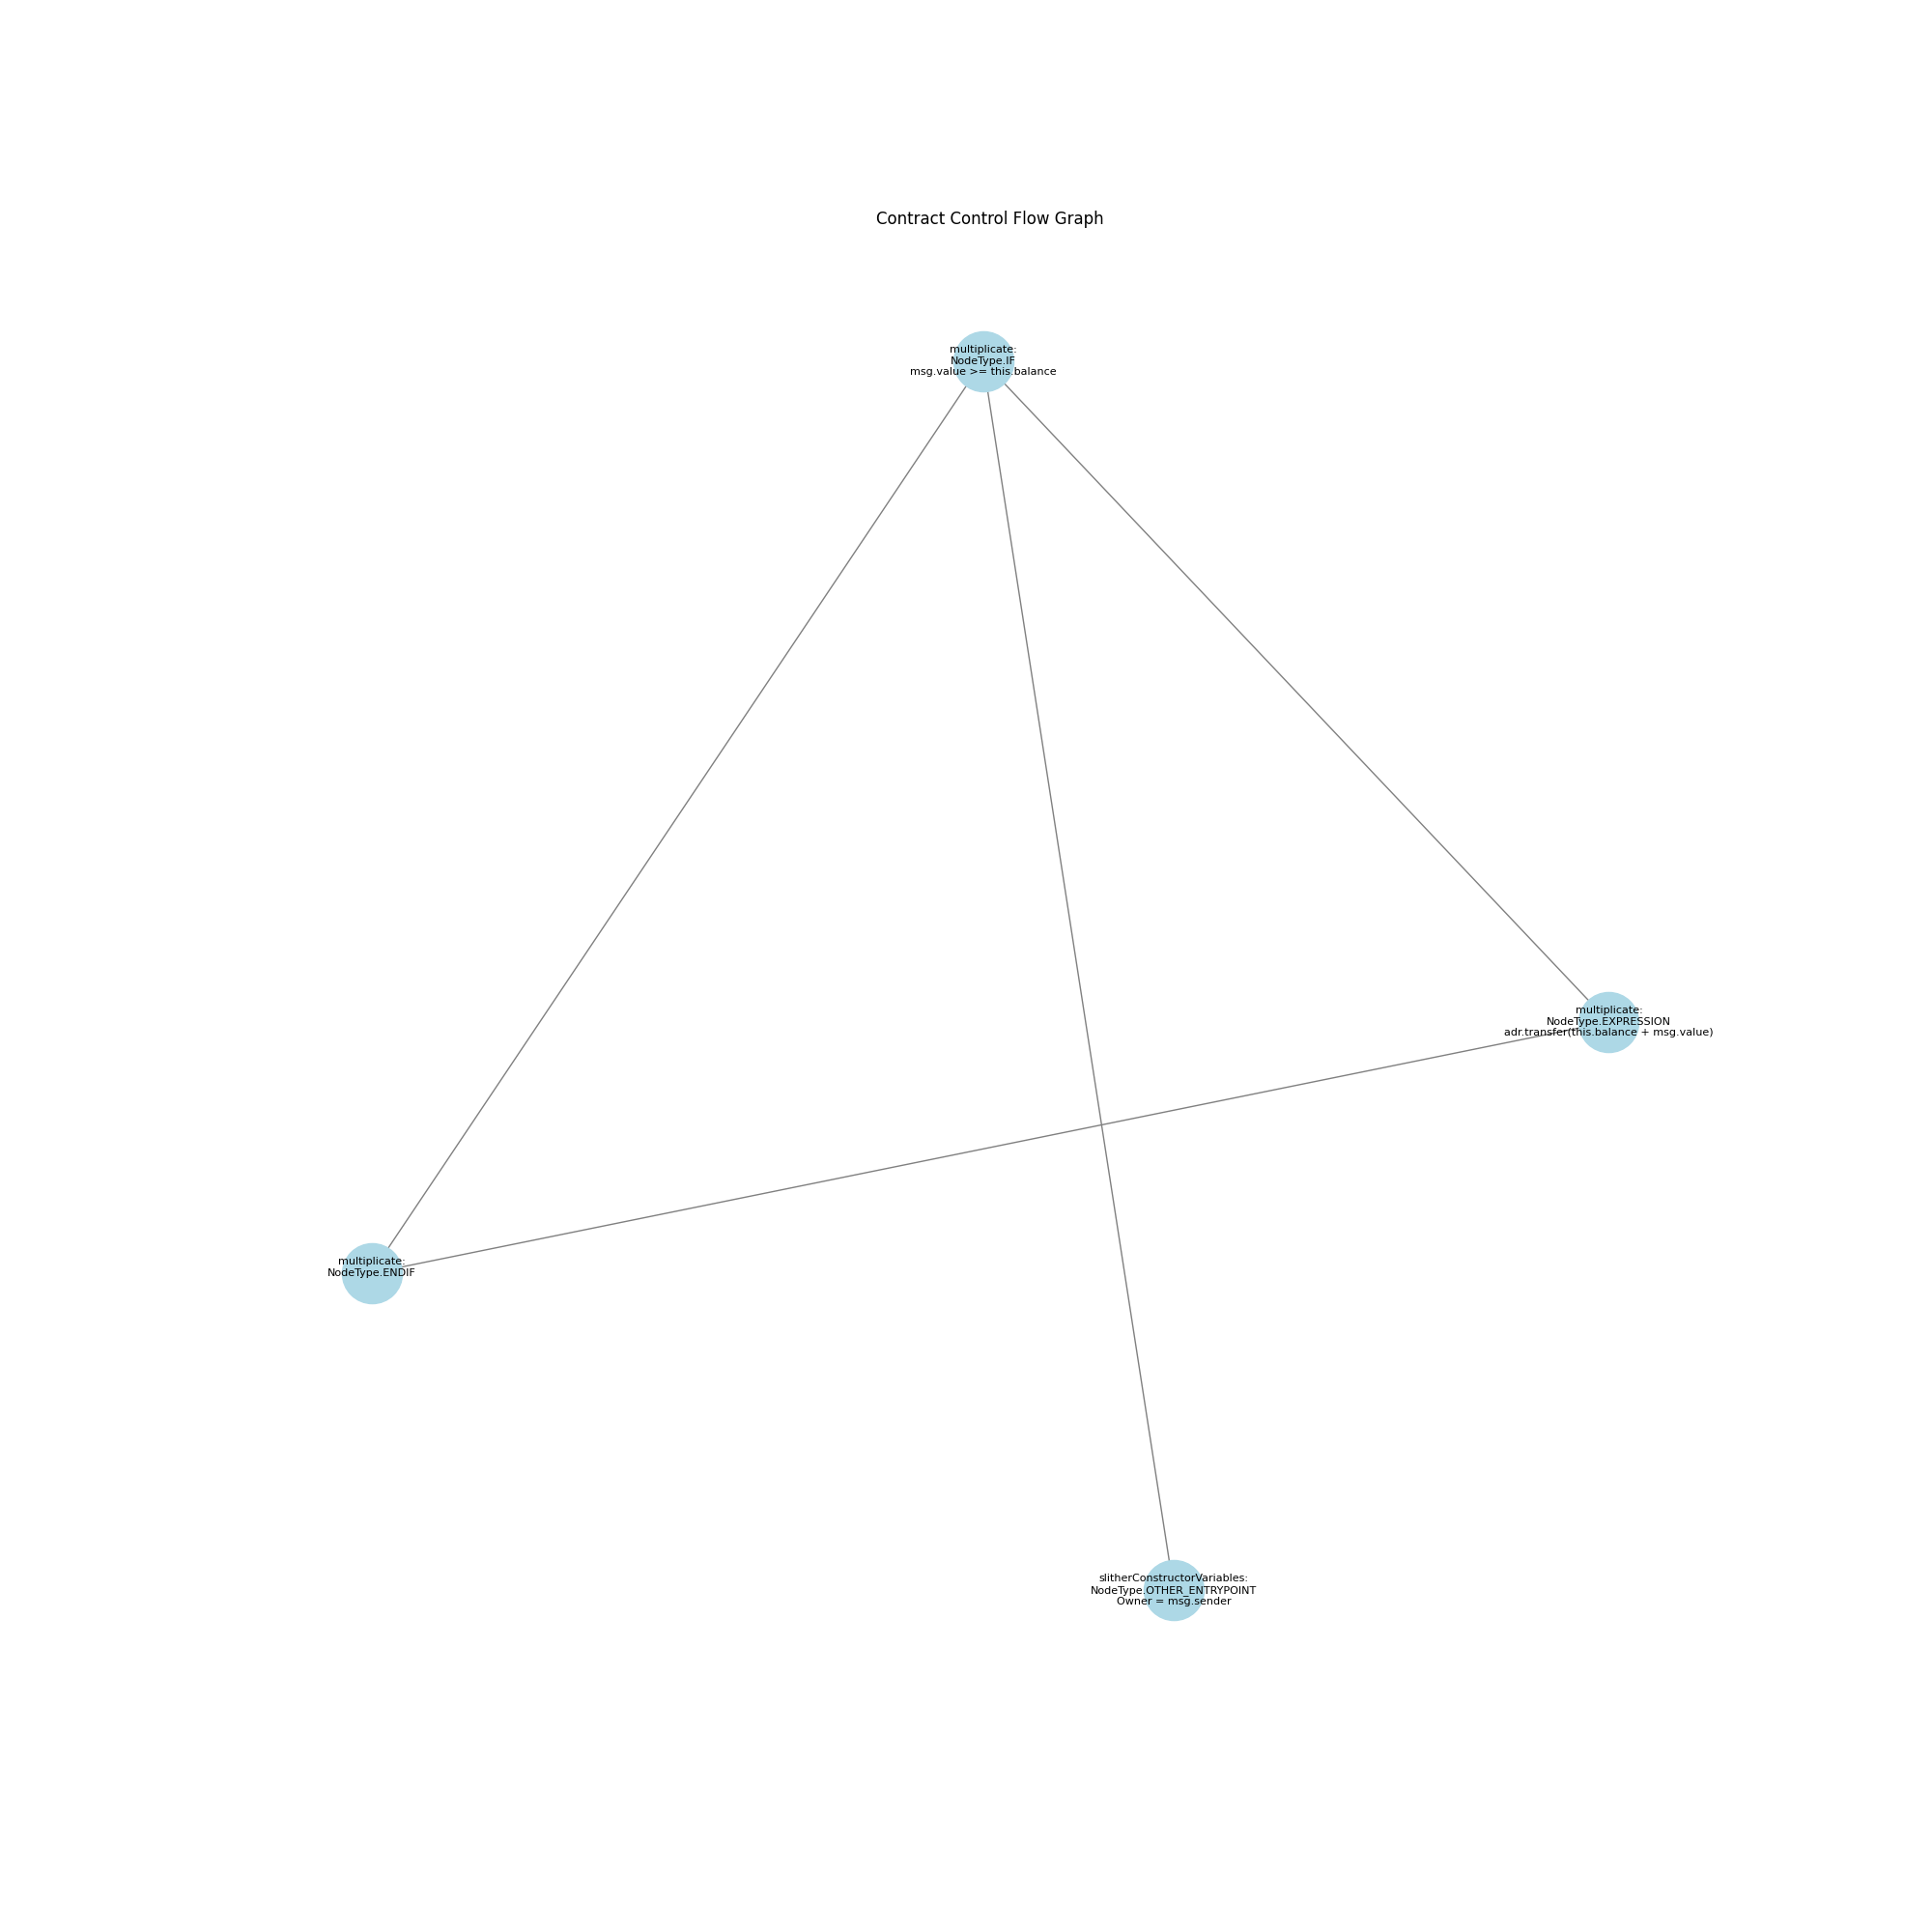 Contract Control Flow Graph
multiplicate:
NodeType.IF
msg.value >= this.balance
multiplicate:
NodeType.EXPRESSION
adr.transfer(this.balance + msg.value)
multiplicate:
NodeType.ENDIF
slitherConstructorVariables:
NodeType.OTHER_ENTRYPOINT
Owner = msg.sender